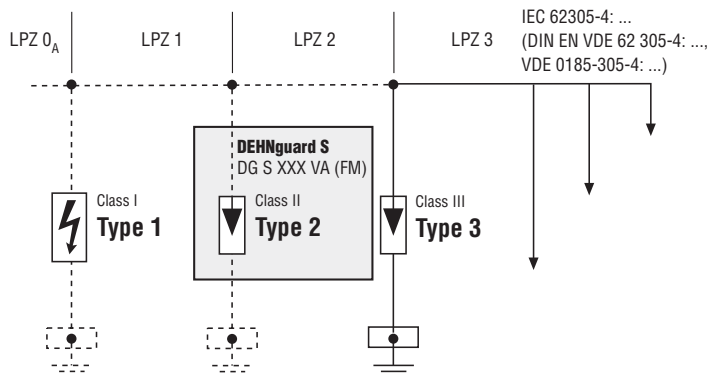 LPZ 0A
LPZ 1
LPZ 2
LPZ 3
IEC 62305-4: ...
(DIN EN VDE 62 305-4: ...,
VDE 0185-305-4: ...)
DEHNguard S
DG S XXX VA (FM)
Class I
Type 1
Class II
Type 2
Class III
Type 3